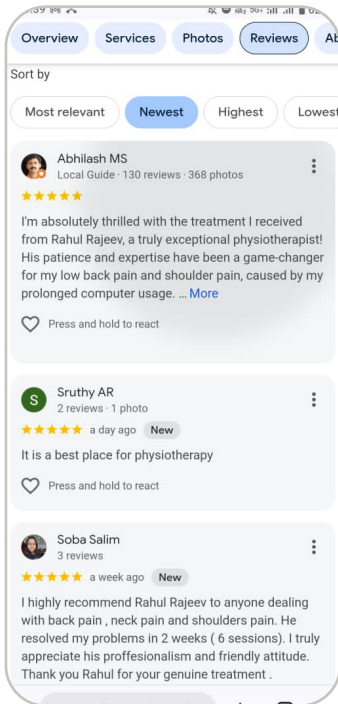 Overview Services Photos Reviews
Sort by
Most relevant Newest Highest Lowest
Abhilash MS
Local Guide · 130 reviews · 368 photos
I'm absolutely thrilled with the treatment I received
from Rahul Rajeev, a truly exceptional physiotherapist!
His patience and expertise have been a game-changer
for my low back pain and shoulder pain, caused by my
prolonged computer usage. ... More
Press and hold to react
S
Sruthy AR
2 reviews · 1 photo
a day ago New
It is a best place for physiotherapy
Press and hold to react
Soba Salim
3 reviews
a week ago New
I highly recommend Rahul Rajeev to anyone dealing
with back pain , neck pain and shoulders pain. He
resolved my problems in 2 weeks ( 6 sessions). I truly
appreciate his proffesionalism and friendly attitude.
Thank you Rahul for your genuine treatment .